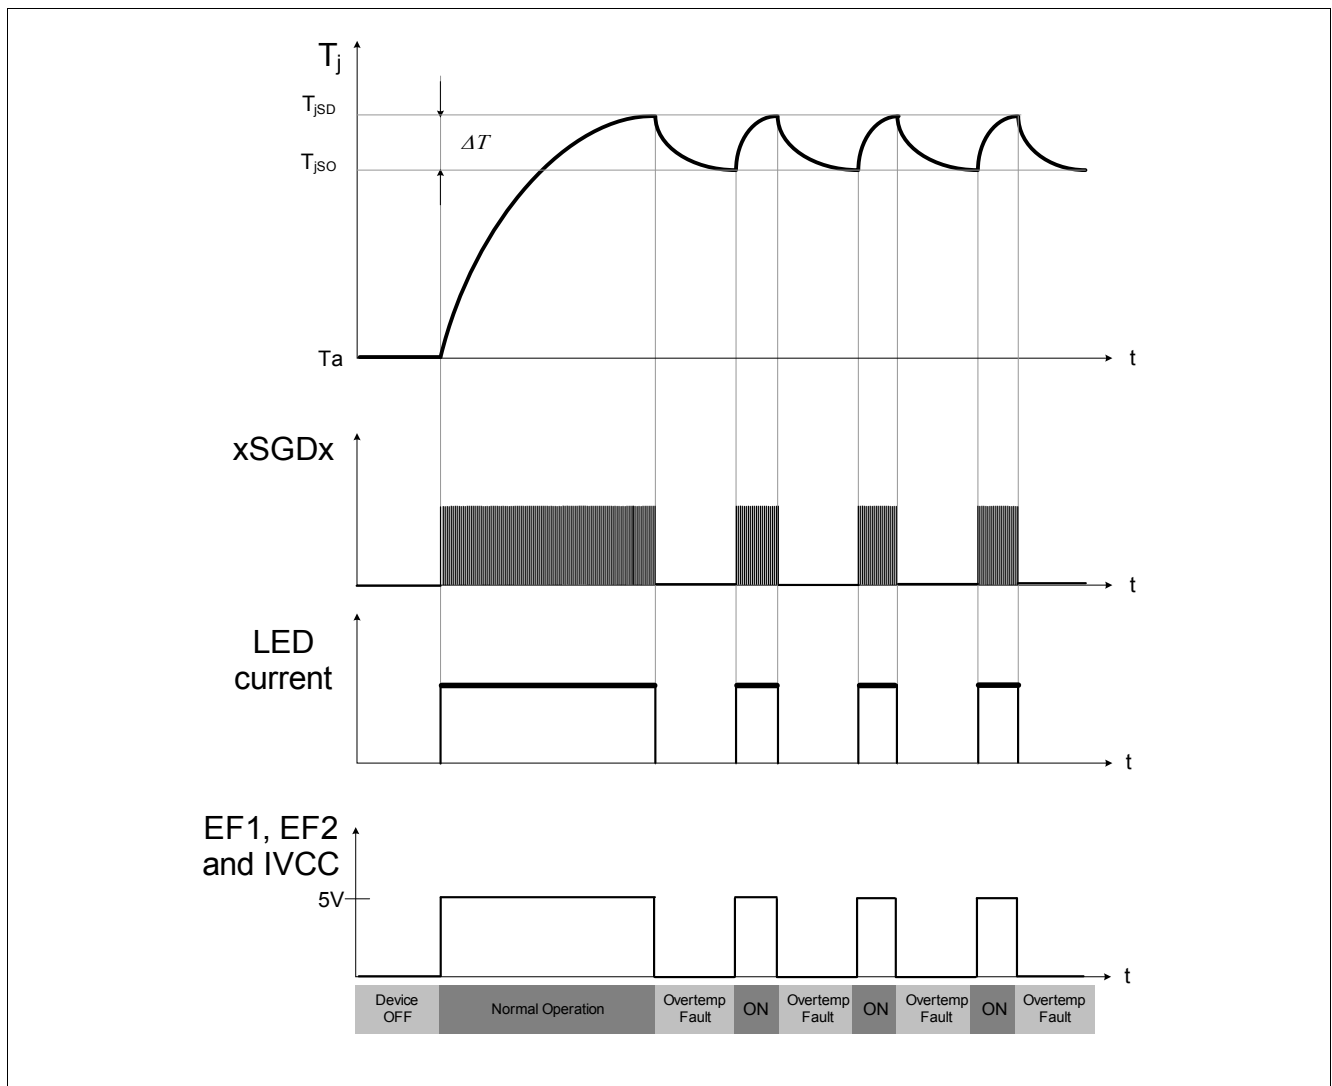 Tj
TjSD
ΔT
TjSO
Ta
t
xSGDx
t
LED
current
t
EF1, EF2
and IVCC
5V
t
Device
OFF
Normal Operation
Overtemp
Fault
ON
Overtemp
Fault
ON
Overtemp
Fault
ON
Overtemp
Fault